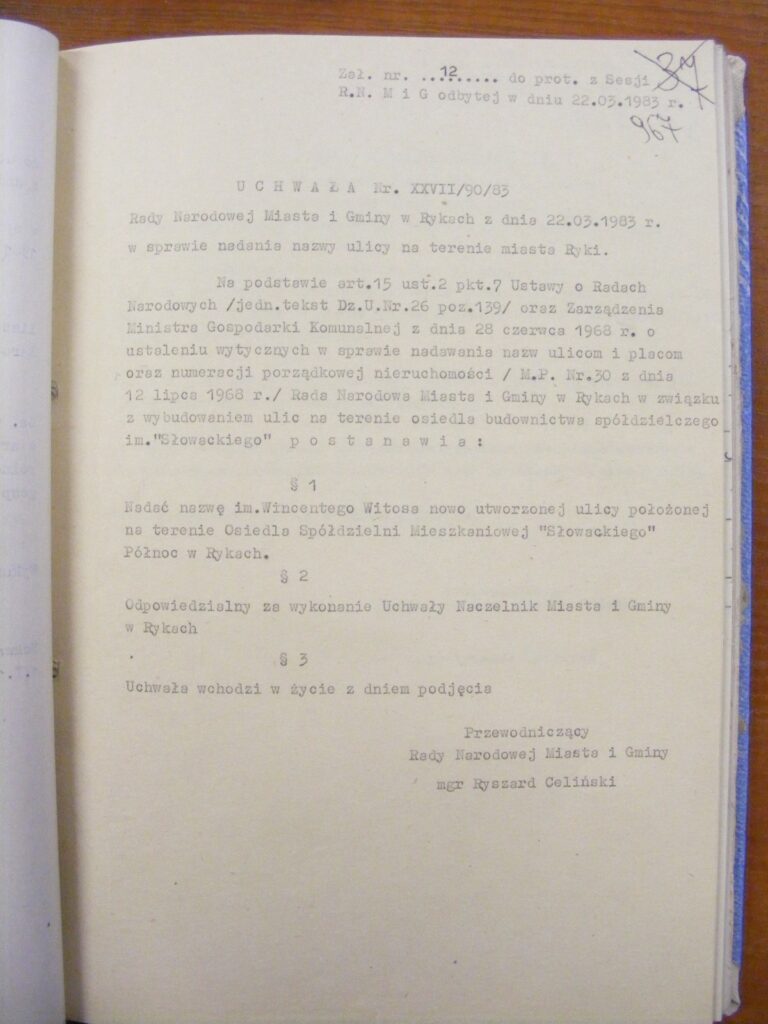 Zał. nr. ...12..... do prot. z Sesji
R.N. M i G odbytej w dniu 22.03.1983 r.
37
967
U C H W A Ł A Nr. XXVII/90/83
Rady Narodowej Miasta i Gminy w Rykach z dnia 22.03.1983 r.
w sprawie nadania nazwy ulicy na terenie miasta Ryki.
Na podstawie art.15 ust.2 pkt.7 Ustawy o Radach
Narodowych /jedn.tekst Dz.U.Nr.26 poz.139/ oraz Zarządzenia
Ministra Gospodarki Komunalnej z dnia 28 czerwca 1968 r. o
ustaleniu wytycznych w sprawie nadawania nazw ulicom i placom
oraz numeracji porządkowej nieruchomości / M.P. Nr.30 z dnia
12 lipca 1968 r./ Rada Narodowa Miasta i Gminy w Rykach w związku
z wybudowaniem ulic na terenie osiedla budownictwa spółdzielczego
im."Słowackiego" p o s t a n a w i a :
§ 1
Nadać nazwę im.Wincentego Witosa nowo utworzonej ulicy położonej
na terenie Osiedla Spółdzielni Mieszkaniowej "Słowackiego"
Północ w Rykach.
§ 2
Odpowiedzialny za wykonanie Uchwały Naczelnik Miasta i Gminy
w Rykach
§ 3
Uchwała wchodzi w życie z dniem podjęcia
Przewodniczący
Rady Narodowej Miasta i Gminy
mgr Ryszard Celiński